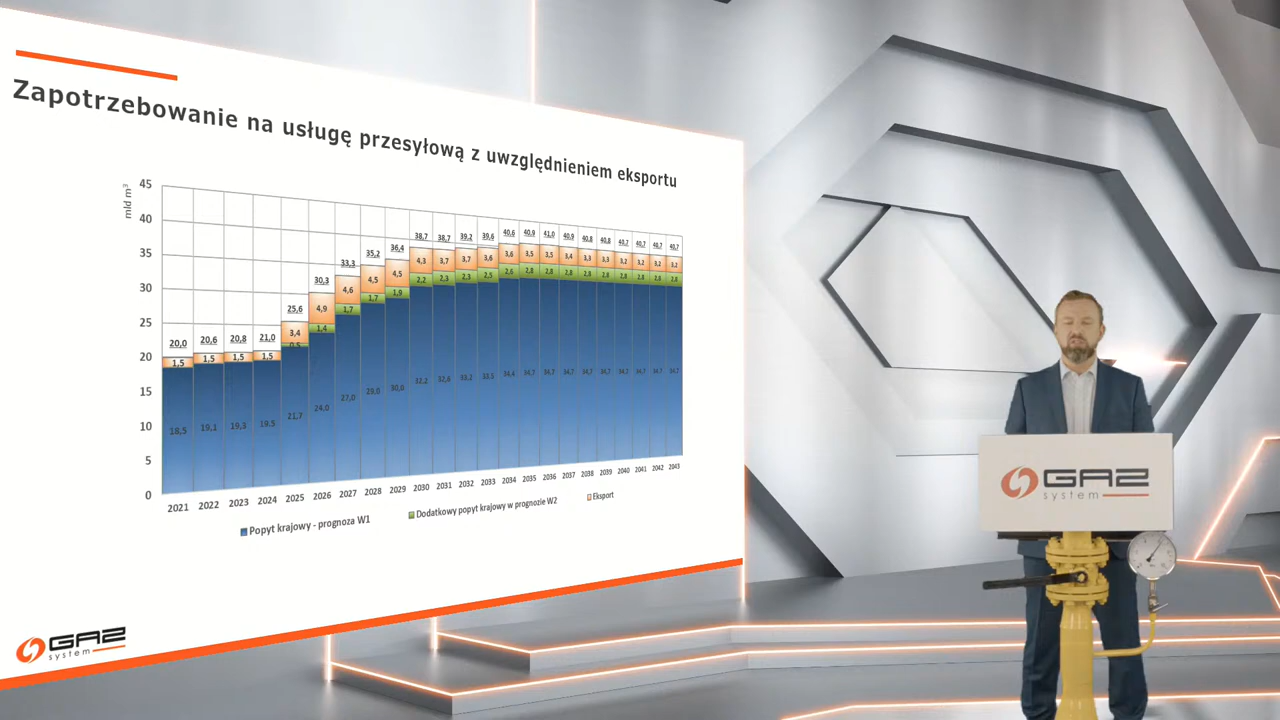 Zapotrzebowanie na usługę przesyłową z uwzględnieniem eksportu
mld m³
45
40
35
30
25
20
15
10
5
0
20,0 20,6 20,8 21,0 25,6 30,3 33,3 35,2 36,4 38,7 38,7 39,2 39,6 40,6 40,9 41,0 40,9 40,8 40,8 40,7 40,7 40,7 40,7
1,5 1,5 1,5 1,5 3,4 4,9 4,6 4,5 4,5 4,3 3,7 3,7 3,6 3,6 3,5 3,5 3,4 3,3 3,3 3,2 3,2 3,2 3,2
0,5 1,4 1,7 1,7 1,9 2,2 2,3 2,3 2,5 2,6 2,8 2,8 2,8 2,8 2,8 2,8 2,8 2,8 2,8
18,5 19,1 19,3 19,5 21,7 24,0 27,0 29,0 30,0 32,2 32,6 33,2 33,5 34,4 34,7 34,7 34,7 34,7 34,7 34,7 34,7 34,7 34,7
2021 2022 2023 2024 2025 2026 2027 2028 2029 2030 2031 2032 2033 2034 2035 2036 2037 2038 2039 2040 2041 2042 2043
Popyt krajowy - prognoza W1 Dodatkowy popyt krajowy w prognozie W2 Eksport
GAZ
system
GAZ
system